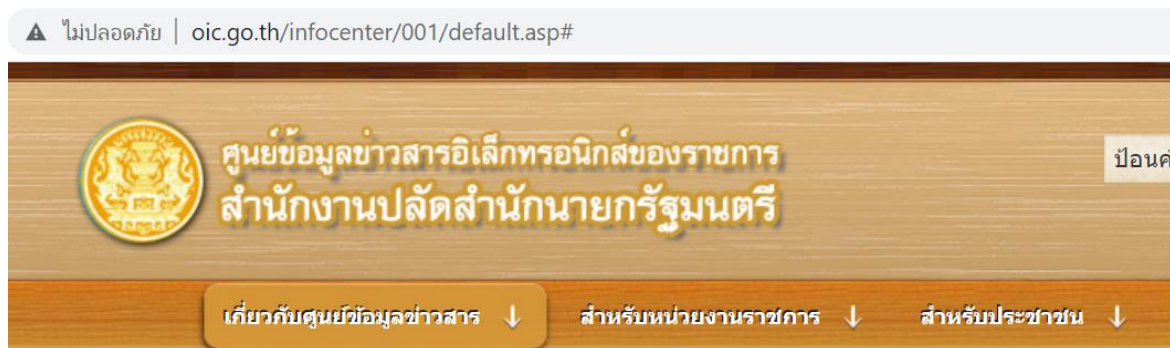 ไม่ปลอดภัย | oic.go.th/infocenter/001/default.asp#
ศูนย์ข้อมูลข่าวสารอิเล็กทรอนิกส์ของราชการ
สำนักงานปลัดสำนักนายกรัฐมนตรี
ป้อนค
เกี่ยวกับศูนย์ข้อมูลข่าวสาร ↓ สำหรับหน่วยงานราชการ ↓ สำหรับประชาชน ↓